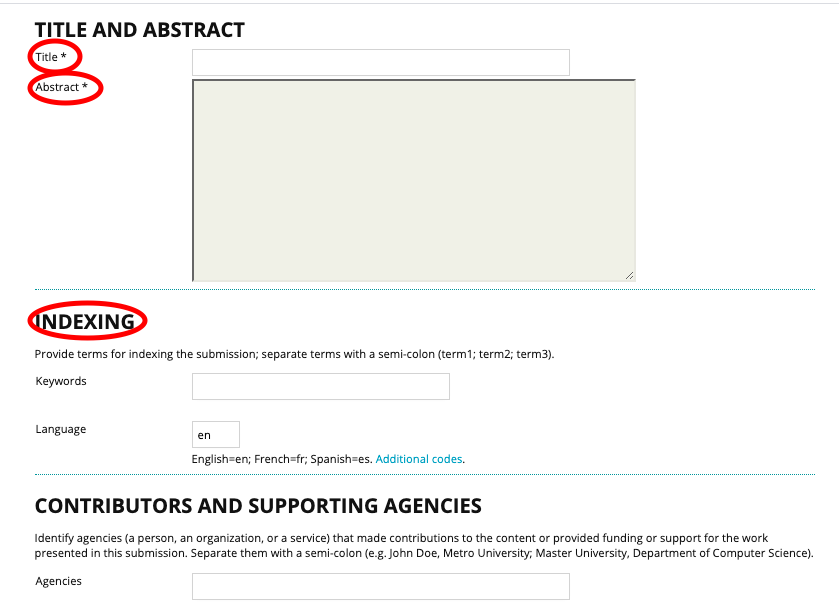 TITLE AND ABSTRACT
Title *
Abstract *
INDEXING
Provide terms for indexing the submission; separate terms with a semi-colon (term1; term2; term3).
Keywords
Language
en
English=en; French=fr; Spanish=es. Additional codes.
CONTRIBUTORS AND SUPPORTING AGENCIES
Identify agencies (a person, an organization, or a service) that made contributions to the content or provided funding or support for the work
presented in this submission. Separate them with a semi-colon (e.g. John Doe, Metro University; Master University, Department of Computer Science).
Agencies